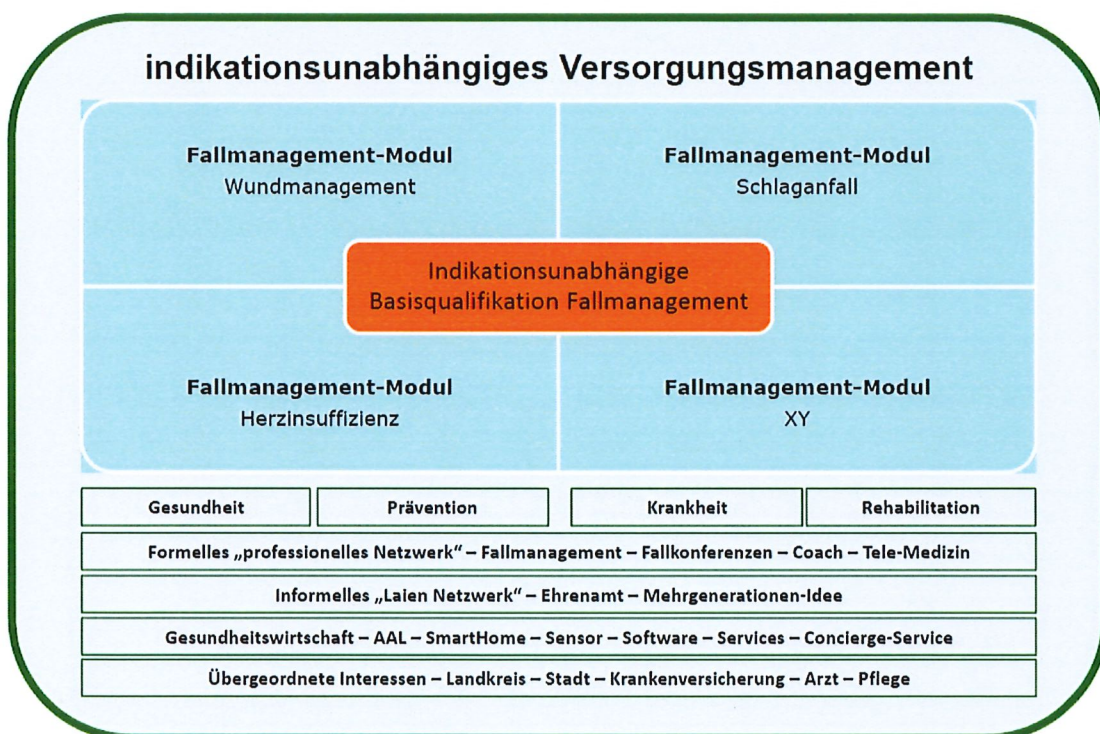 indikationsunabhängiges Versorgungsmanagement
Fallmanagement-Modul
Wundmanagement
Fallmanagement-Modul
Schlaganfall
Indikationsunabhängige
Basisqualifikation Fallmanagement
Fallmanagement-Modul
Herzinsuffizienz
Fallmanagement-Modul
XY
Gesundheit
Prävention
Krankheit
Rehabilitation
Formelles „professionelles Netzwerk“ – Fallmanagement – Fallkonferenzen – Coach – Tele-Medizin
Informelles „Laien Netzwerk“ – Ehrenamt – Mehrgenerationen-Idee
Gesundheitswirtschaft – AAL – SmartHome – Sensor – Software – Services – Concierge-Service
Übergeordnete Interessen – Landkreis – Stadt – Krankenversicherung – Arzt – Pflege